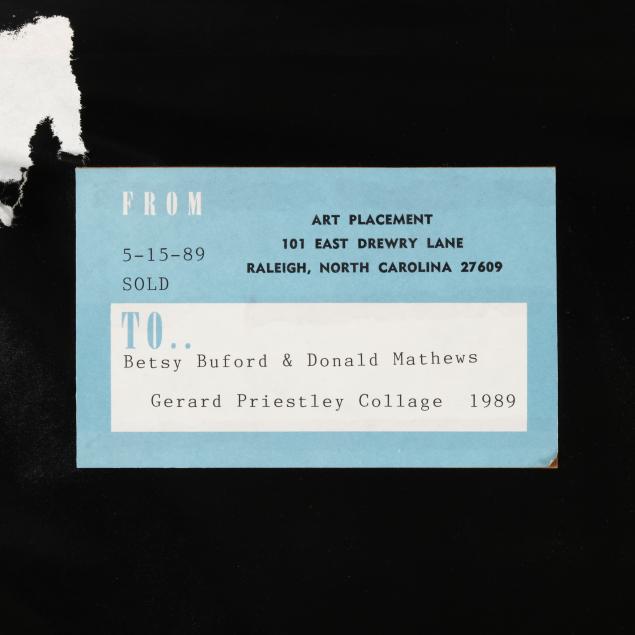 FROM
ART PLACEMENT
101 EAST DREWRY LANE
RALEIGH, NORTH CAROLINA 27609
5-15-89
SOLD
TO..
Betsy Buford & Donald Mathews
Gerard Priestley Collage 1989